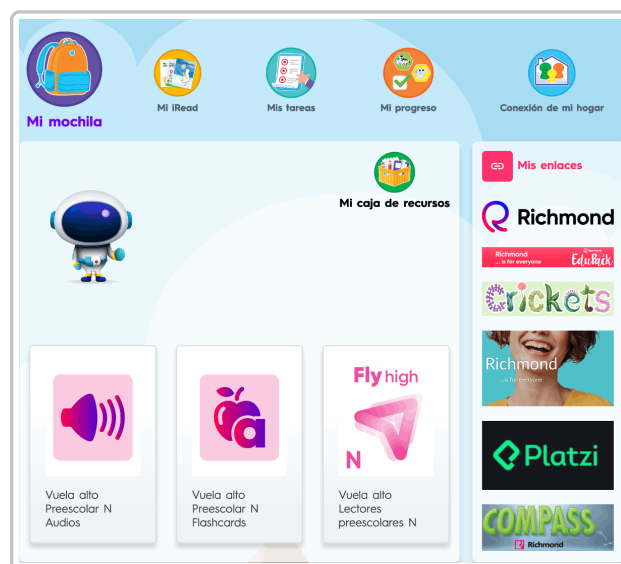 Mi mochila
Mi iRead
Mis tareas
Mi progreso
Conexión de mi hogar
Mi caja de recursos
Vuela alto
Preescolar N
Audios
a
Vuela alto
Preescolar N
Flashcards
Fly high
N
Vuela alto
Lectores
preescolares N
Mis enlaces
Richmond
Richmond
... is for everyone
Richmond
EduPack
Crickets
Richmond
... is for everyone
Platzi
COMPASS
Richmond